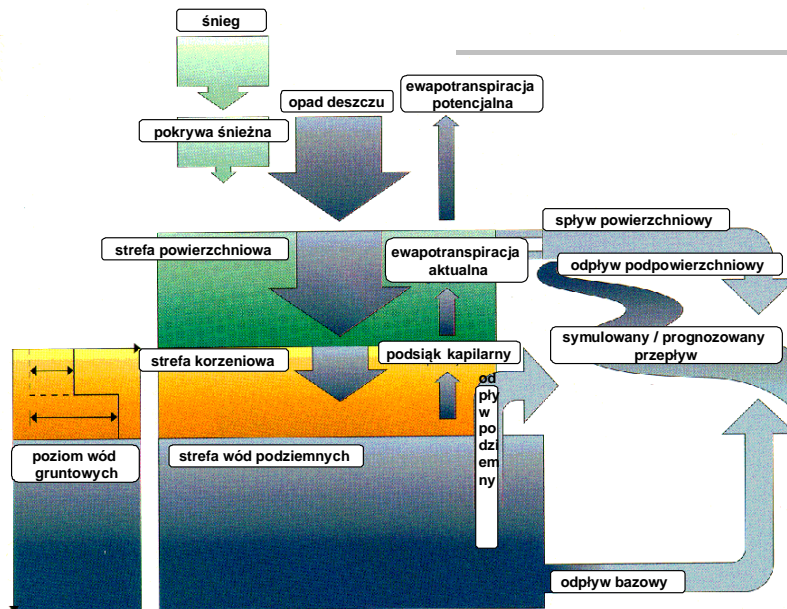 śnieg
opad deszczu
ewapotranspiracja
potencjalna
pokrywa śnieżna
spływ powierzchniowy
strefa powierzchniowa
ewapotranspiracja
aktualna
odpływ podpowierzchniowy
symulowany / prognozowany
przepływ
strefa korzeniowa
podsiąk kapilarny
od
pły
w po
dzi
em
ny
poziom wód
gruntowych
strefa wód podziemnych
odpływ bazowy